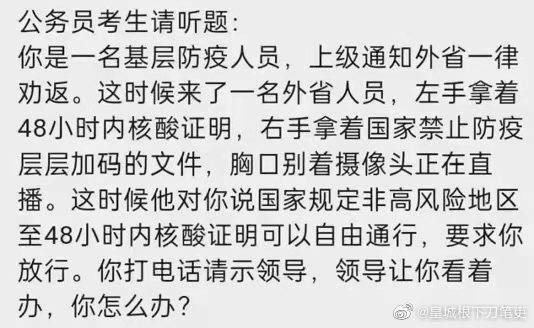 公务员考生请听题:
你是一名基层防疫人员，上级通知外省一律
劝返。这时候来了一名外省人员，左手拿着
48小时内核酸证明，右手拿着国家禁止防疫
层层加码的文件，胸口别着摄像头正在直
播。这时候他对你说国家规定非高风险地区
至48小时内核酸证明可以自由通行，要求你
放行。你打电话请示领导，领导让你看着
办，你怎么办?
@皇城根下刀笔吏